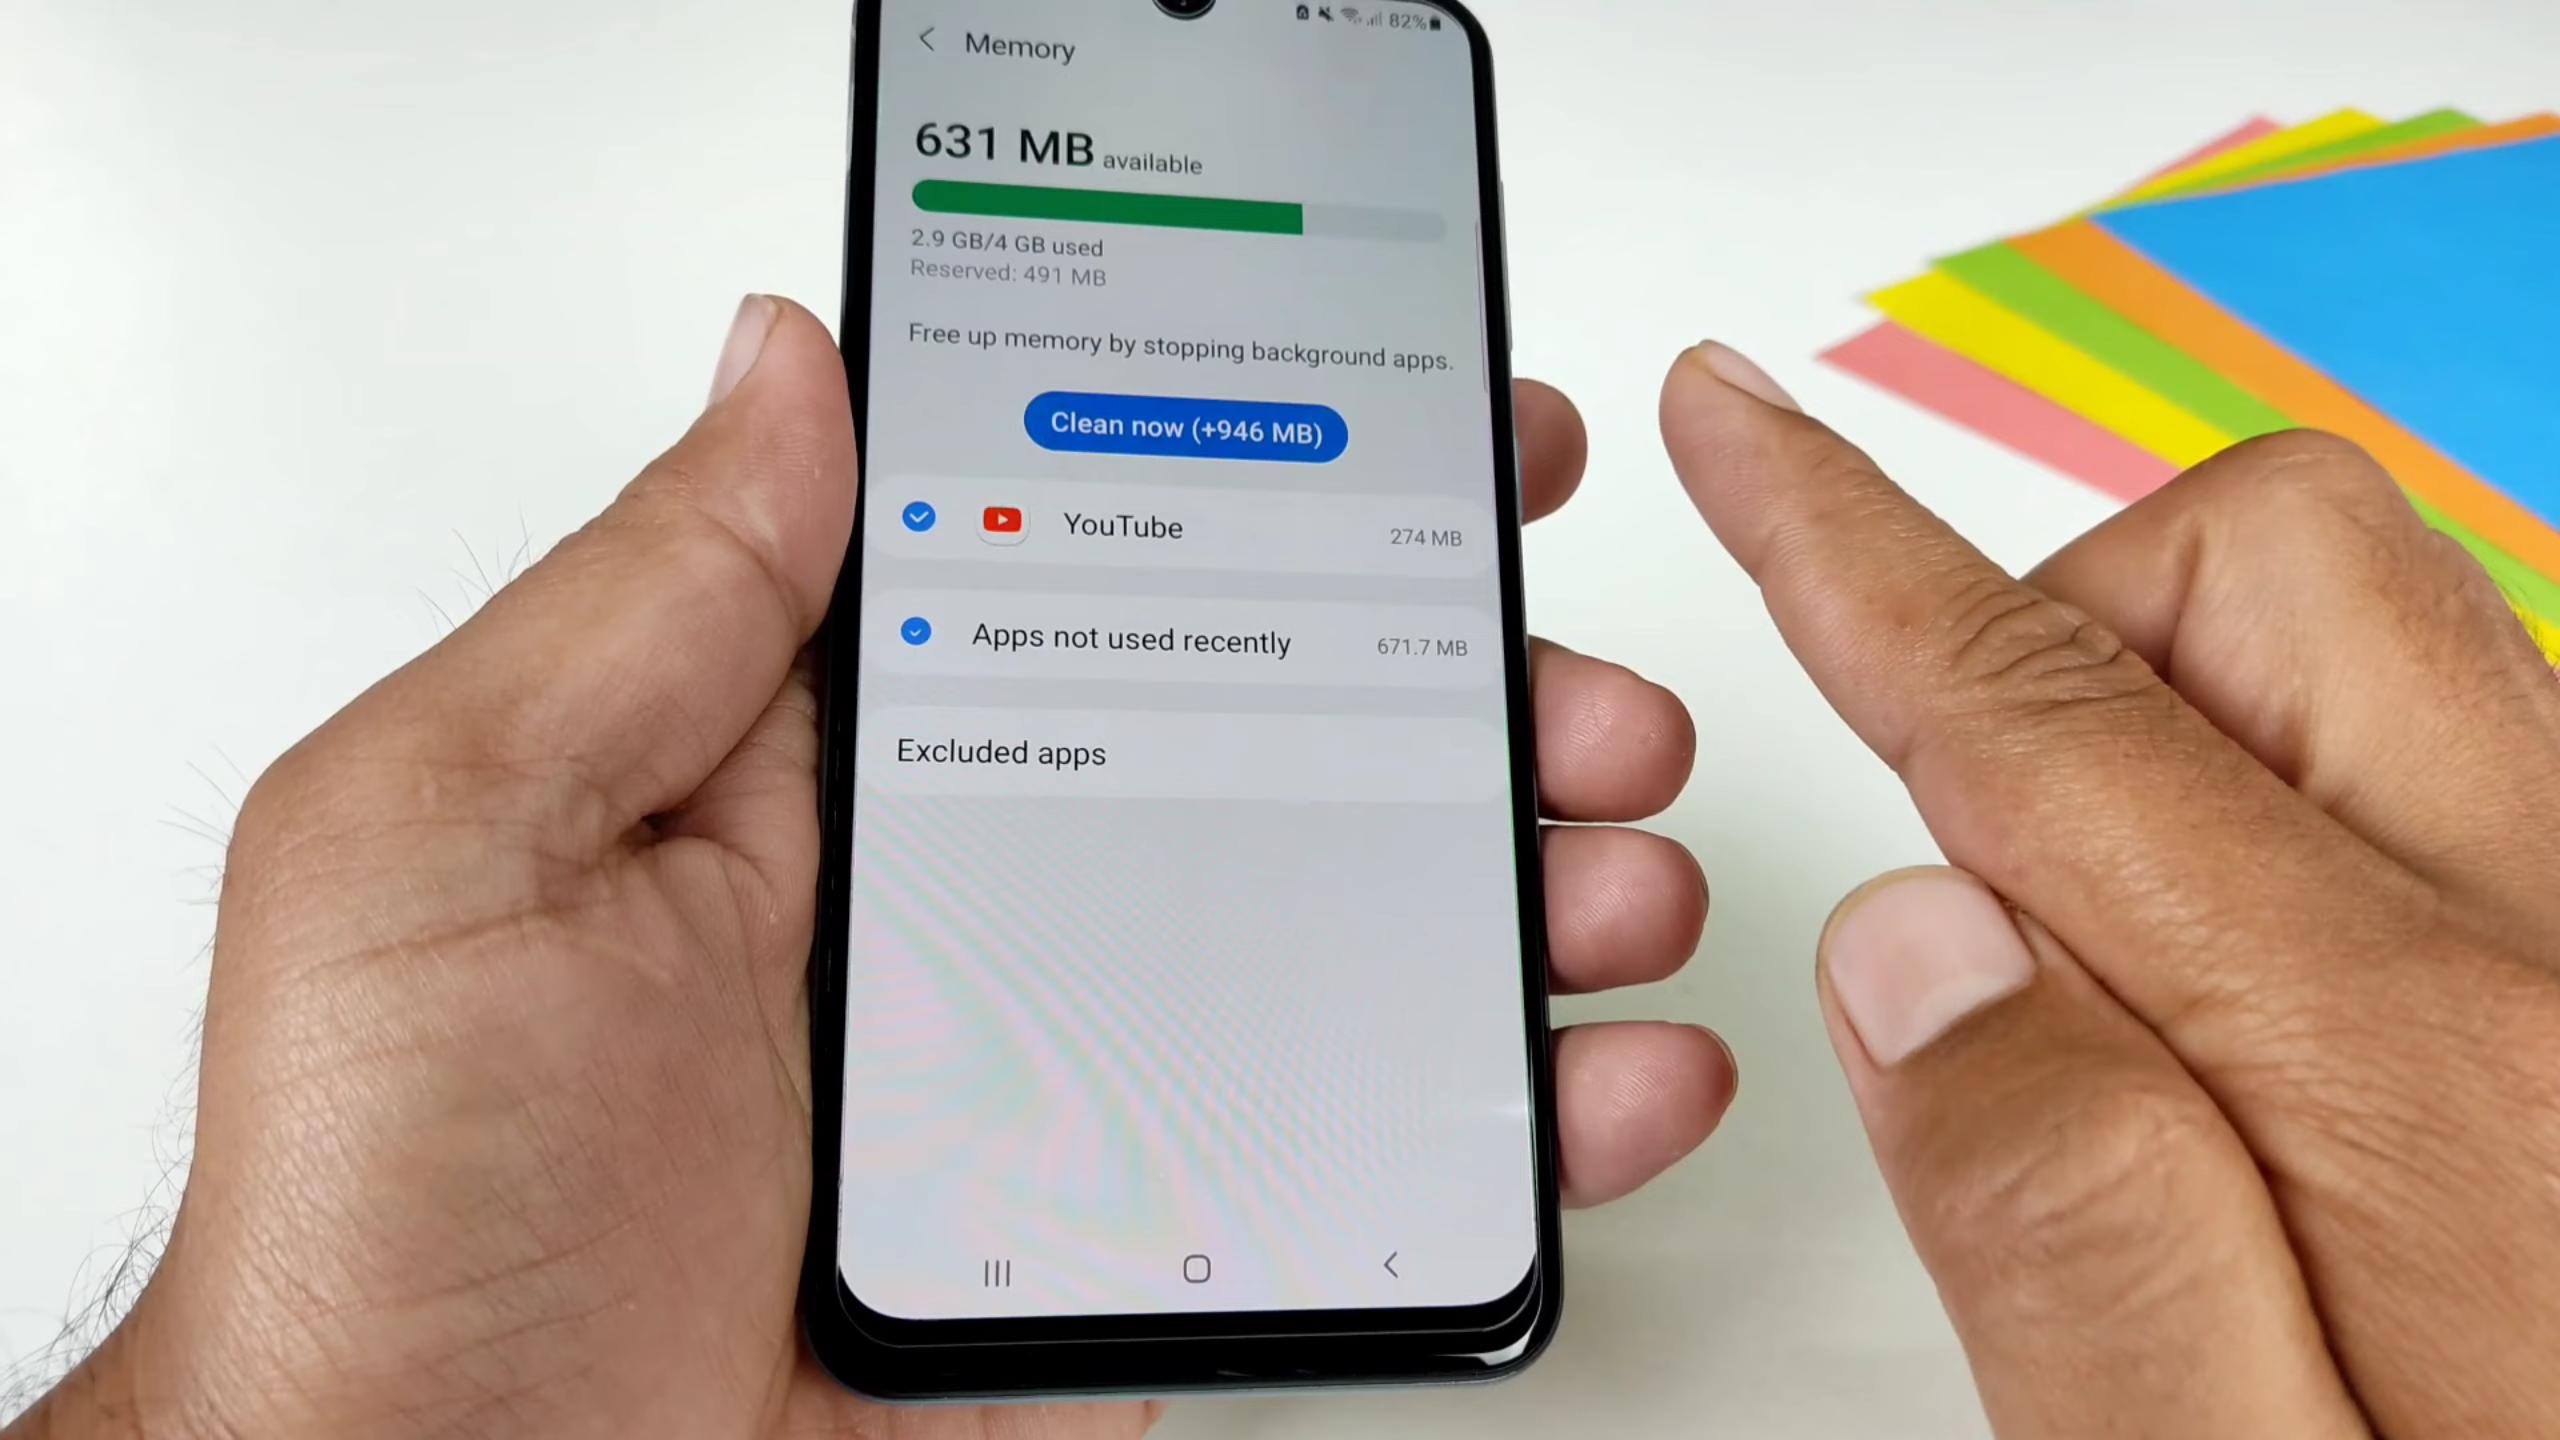 82%
Memory
631 MB available
2.9 GB/4 GB used
Reserved: 491 MB
Free up memory by stopping background apps.
Clean now (+946 MB)
YouTube 274 MB
Apps not used recently 671.7 MB
Excluded apps